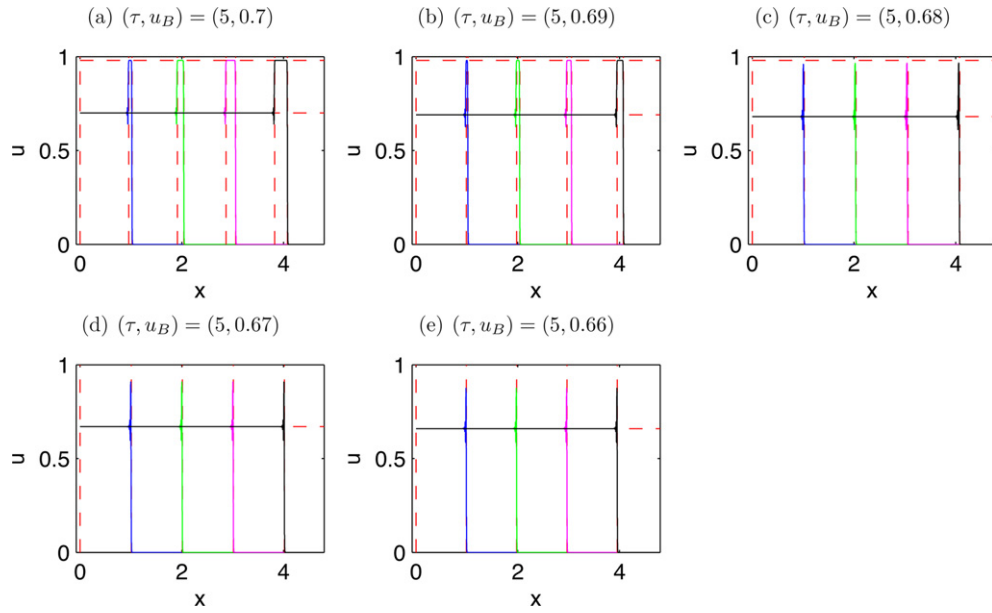 (a) (τ, u_B) = (5, 0.7)
1
0.5
0
u
0
2
4
x
(b) (τ, u_B) = (5, 0.69)
1
0.5
0
u
0
2
4
x
(c) (τ, u_B) = (5, 0.68)
1
0.5
0
u
0
2
4
x
(d) (τ, u_B) = (5, 0.67)
1
0.5
0
u
0
2
4
x
(e) (τ, u_B) = (5, 0.66)
1
0.5
0
u
0
2
4
x